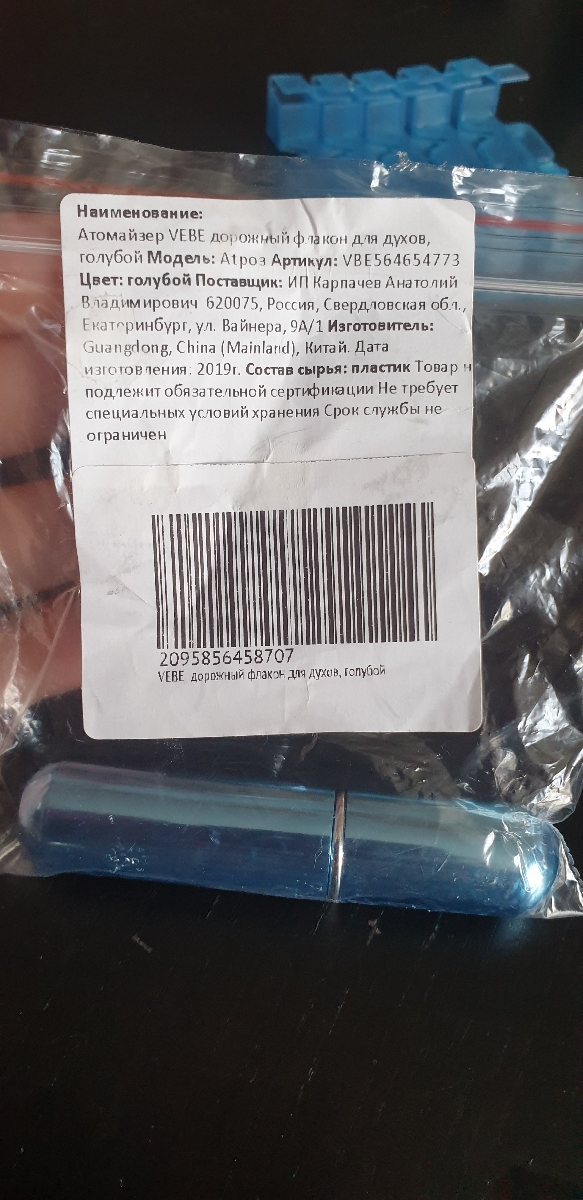 Наименование:
Атомайзер VEBE дорожный флакон для духов,
голубой Модель: Atроз Артикул: VBE564654773
Цвет: голубой Поставщик: ИП Карпачев Анатолий
Владимирович 620075, Россия, Свердловская обл.,
Екатеринбург, ул. Вайнера, 9А/1 Изготовитель:
Guangdong, China (Mainland), Китай. Дата
изготовления: 2019г. Состав сырья: пластик Товар н
подлежит обязательной сертификации Не требует
специальных условий хранения Срок службы не
ограничен
2095856458707
VEBE дорожный флакон для духов, голубой